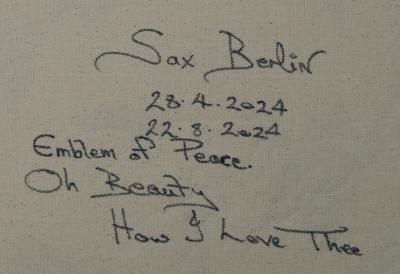 Sax Berlin
28.4.2024
22.8.2024
Emblem of Peace.
Oh Beauty
How I Love Thee